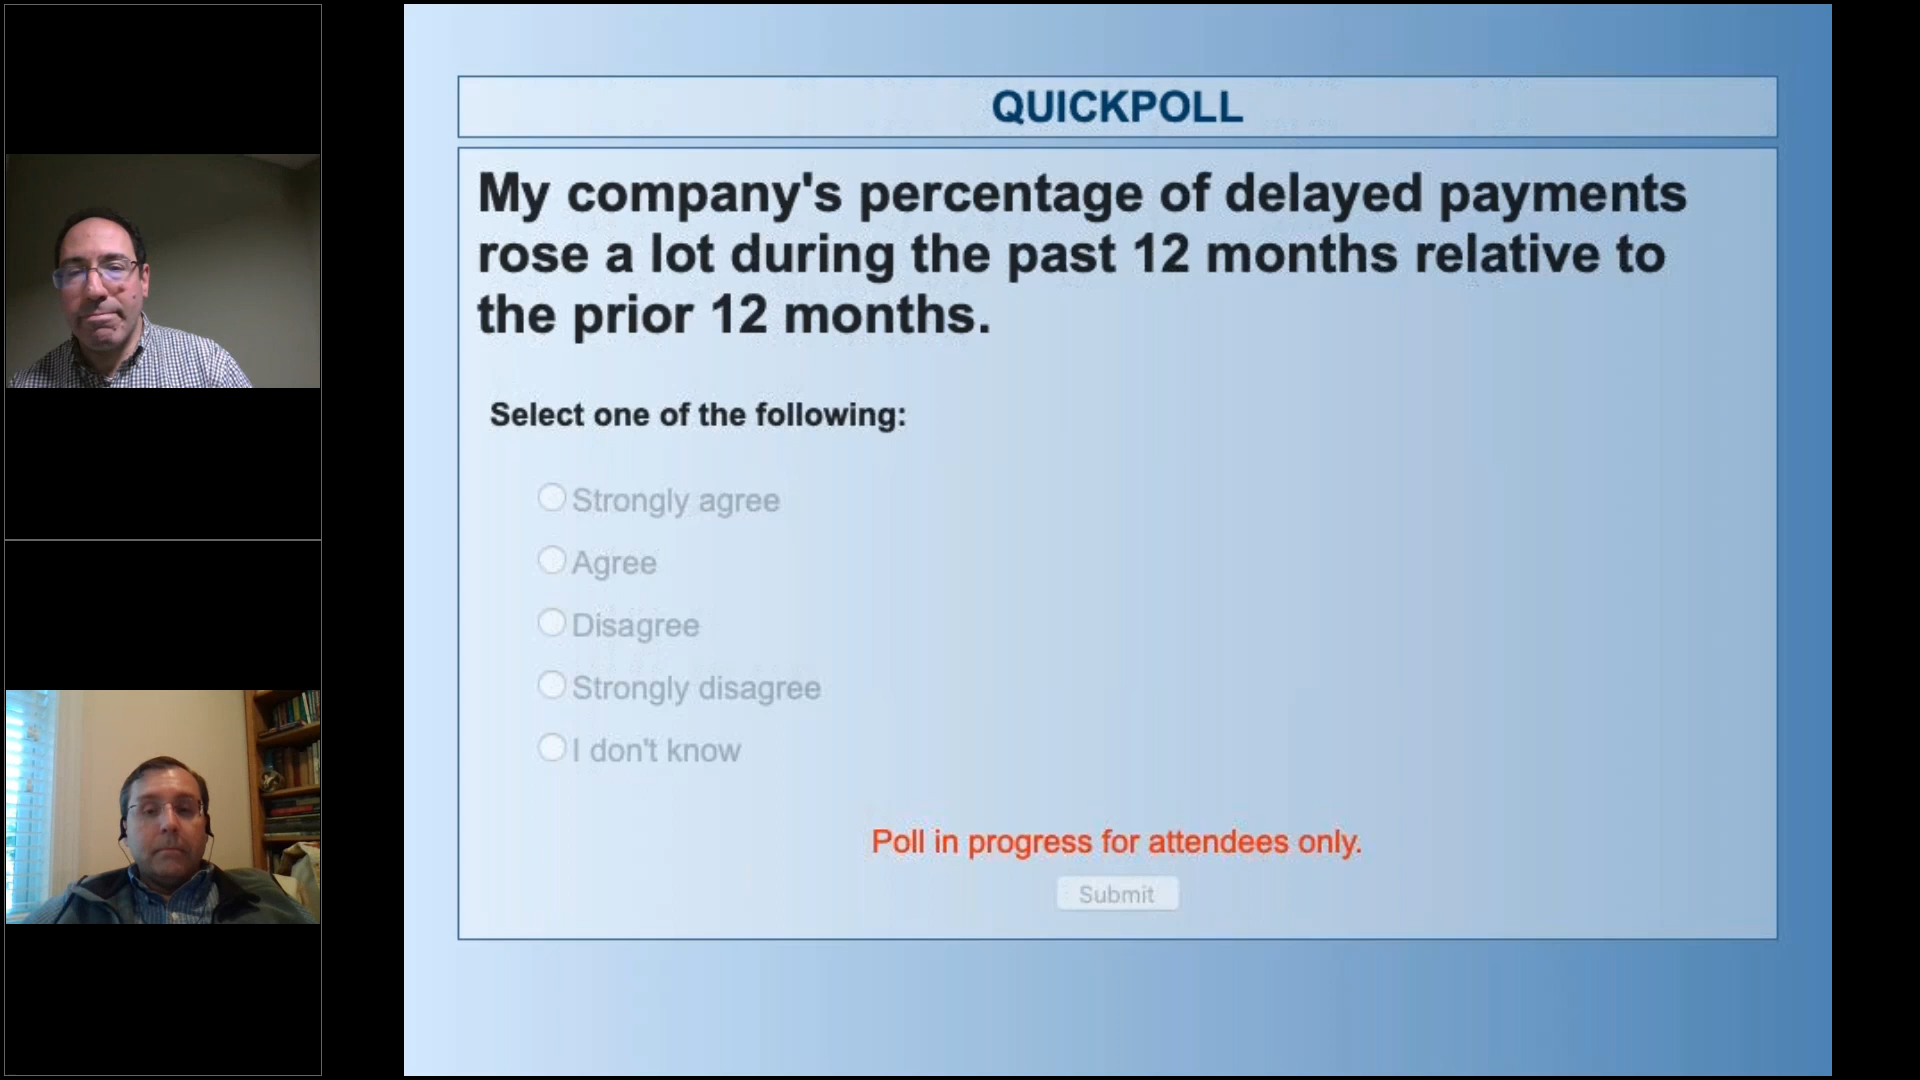 QUICKPOLL
My company's percentage of delayed payments
rose a lot during the past 12 months relative to
the prior 12 months.
Select one of the following:
Strongly agree
Agree
Disagree
Strongly disagree
I don't know
Poll in progress for attendees only.
Submit